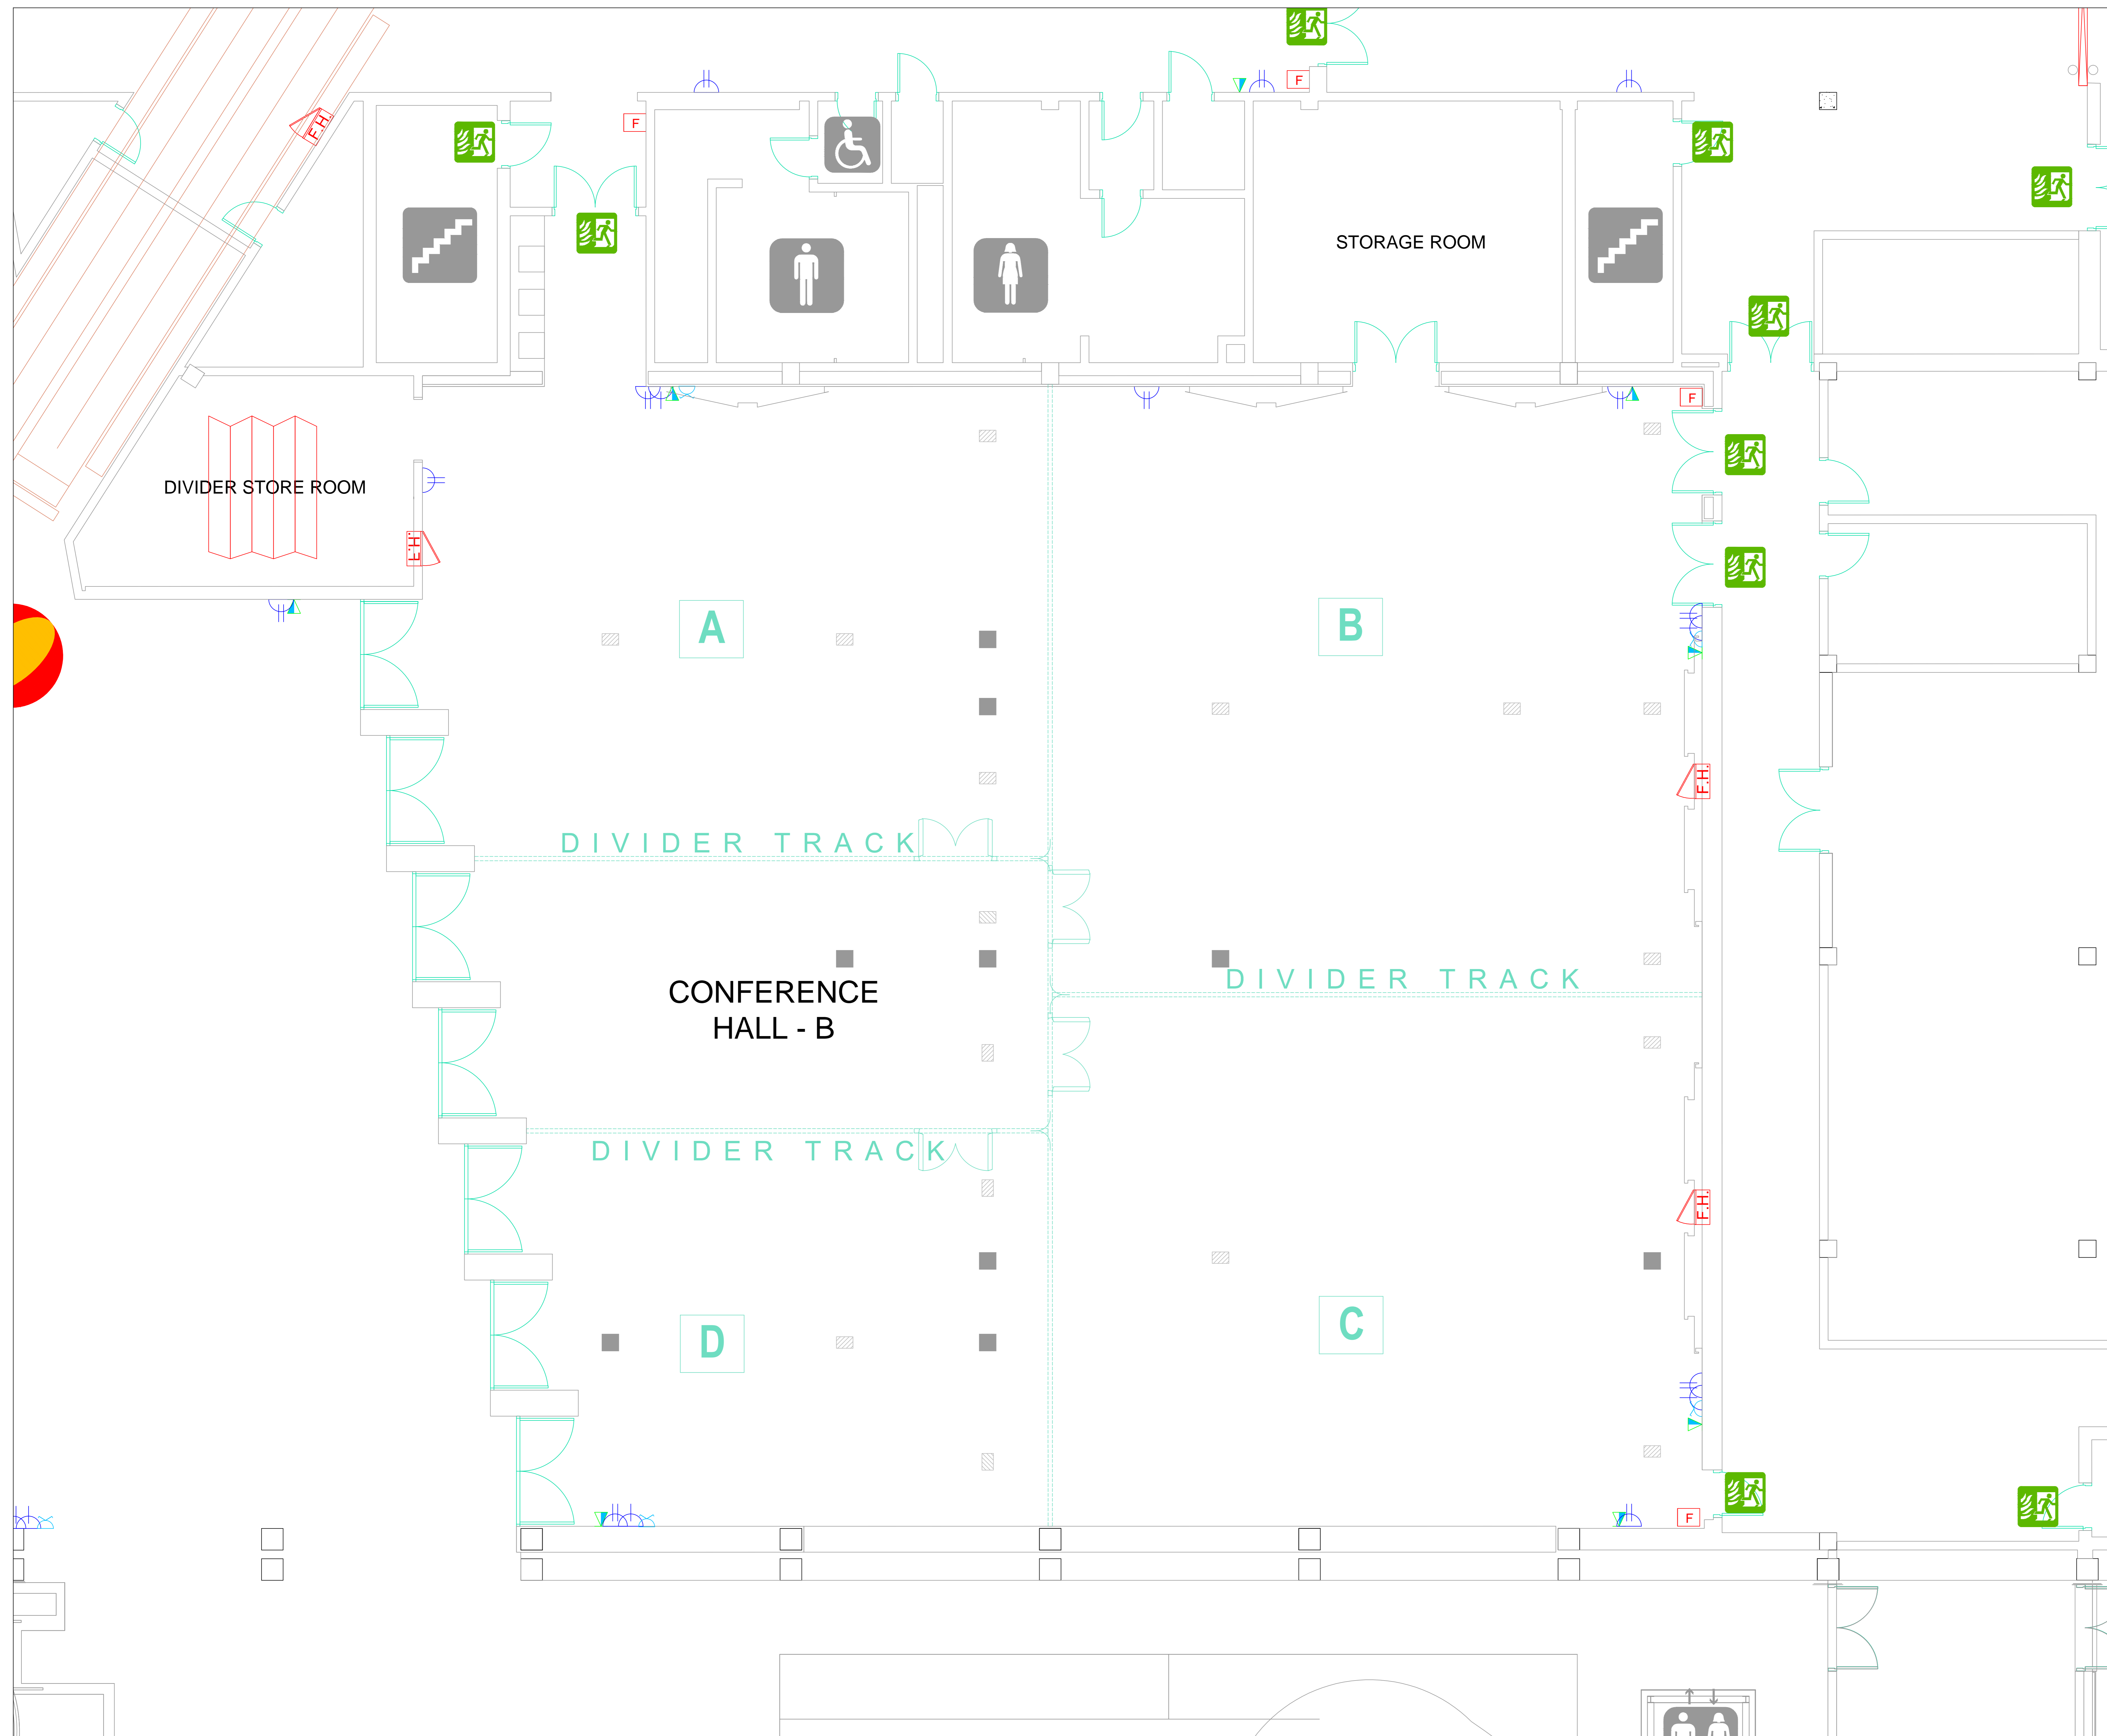 F
F.H.
F
STORAGE ROOM
F
DIVIDER STORE ROOM
F.H.
A
B
F.H.
DIVIDER TRACK
DIVIDER TRACK
CONFERENCE
HALL - B
DIVIDER TRACK
F.H.
D
C
F